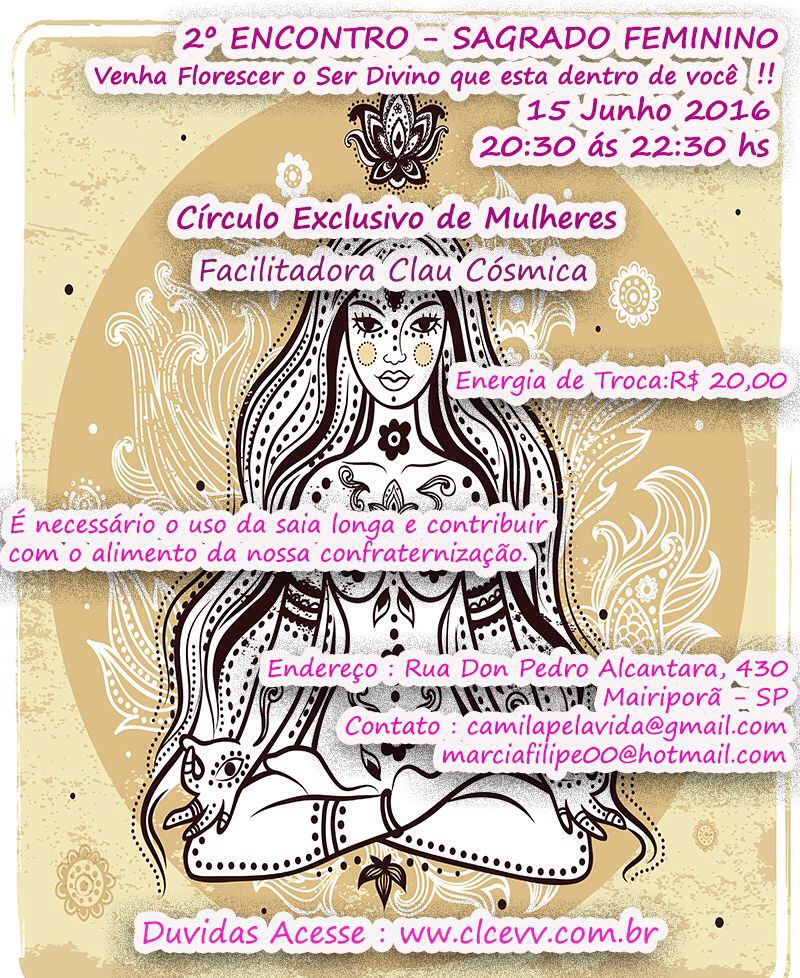 2º ENCONTRO - SAGRADO FEMININO
Venha Florescer o Ser Divino que esta dentro de você !!
15 Junho 2016
20:30 ás 22:30 hs
Círculo Exclusivo de Mulheres
Facilitadora Clau Cósmica
Energia de Troca:R$ 20,00
É necessário o uso da saia longa e contribuir
com o alimento da nossa confraternização.
Endereço : Rua Don Pedro Alcantara, 430
Mairiporã - SP
Contato : camilapelavida@gmail.com
marciafilipe00@hotmail.com
Duvidas Acesse : ww.clcevv.com.br